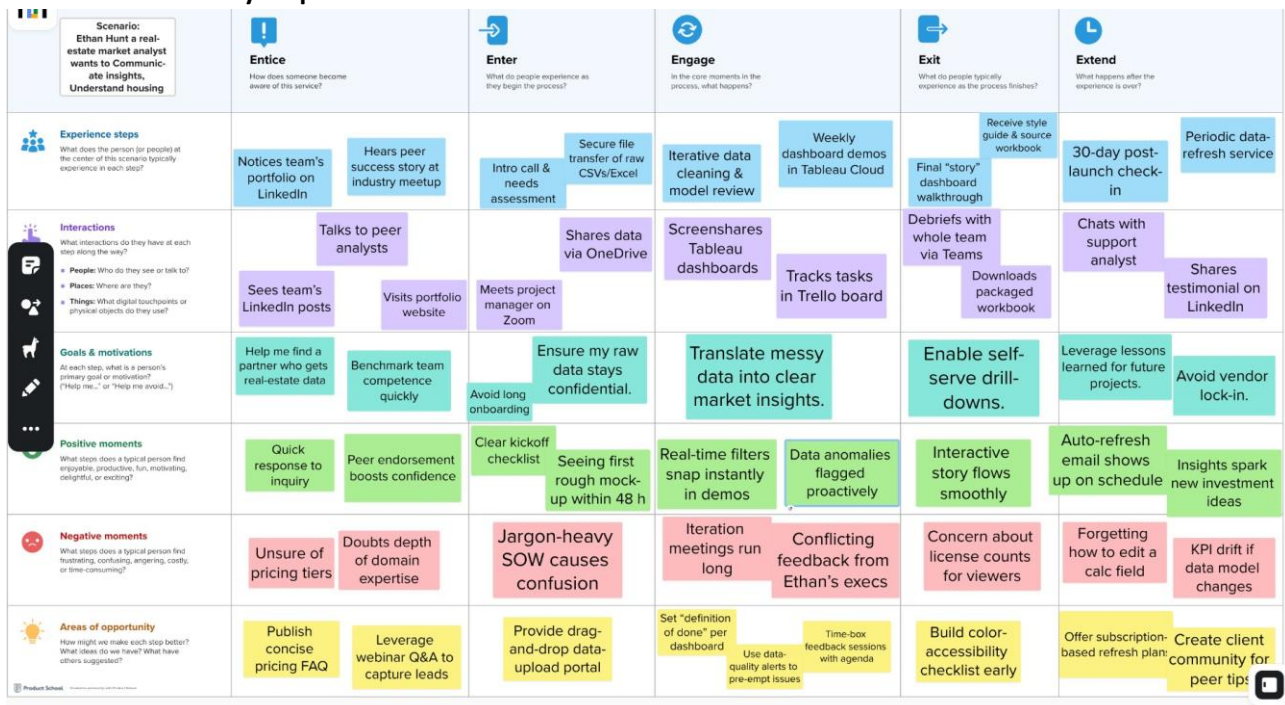 Scenario:
Ethan Hunt a real-
estate market analyst
wants to Communic-
ate insights,
Understand housing
Entice
How does someone become
aware of this service?
Enter
What do people experience as
they begin the process?
Engage
In the core moments in the
process, what happens?
Exit
What do people typically
experience as the process finishes?
Extend
What happens after the
experience is over?
Experience steps
What does the person (or people) at
the center of this scenario typically
experience in each step?
Notices team's
portfolio on
LinkedIn
Hears peer
success story at
industry meetup
Intro call &
needs
assessment
Secure file
transfer of raw
CSVs/Excel
Iterative data
cleaning &
model review
Weekly
dashboard demos
in Tableau Cloud
Final "story"
dashboard
walkthrough
Receive style
guide & source
workbook
30-day post-
launch check-
in
Periodic data-
refresh service
Interactions
What interactions do they have at each
step along the way?
People: Who do they see or talk to?
Places: Where are they?
Things: What digital touchpoints or
physical objects do they use?
Talks to peer
analysts
Sees team's
LinkedIn posts
Visits portfolio
website
Shares data
via OneDrive
Meets project
manager on
Zoom
Screenshares
Tableau
dashboards
Tracks tasks
in Trello board
Debriefs with
whole team
via Teams
Downloads
packaged
workbook
Chats with
support
analyst
Shares
testimonial on
LinkedIn
Goals & motivations
At each step, what is a person's
primary goal or motivation?
("Help me..." or "Help me avoid...")
Help me find a
partner who gets
real-estate data
Benchmark team
competence
quickly
Avoid long
onboarding
Ensure my raw
data stays
confidential.
Translate messy
data into clear
market insights.
Enable self-
serve drill-
downs.
Leverage lessons
learned for future
projects.
Avoid vendor
lock-in.
Positive moments
What steps does a typical person find
enjoyable, productive, fun, motivating,
delightful, or exciting?
Quick
response to
inquiry
Peer endorsement
boosts confidence
Clear kickoff
checklist
Seeing first
rough mock-
up within 48 h
Real-time filters
snap instantly
in demos
Data anomalies
flagged
proactively
Interactive
story flows
smoothly
Auto-refresh
email shows
up on schedule
Insights spark
new investment
ideas
Negative moments
What steps does a typical person find
frustrating, confusing, angering, costly,
or time-consuming?
Unsure of
pricing tiers
Doubts depth
of domain
expertise
Jargon-heavy
SOW causes
confusion
Iteration
meetings run
long
Conflicting
feedback from
Ethan's execs
Concern about
license counts
for viewers
Forgetting
how to edit a
calc field
KPI drift if
data model
changes
Areas of opportunity
How might we make each step better?
What ideas do we have? What have
others suggested?
Publish
concise
pricing FAQ
Leverage
webinar Q&A to
capture leads
Provide drag-
and-drop data-
upload portal
Set "definition
of done" per
dashboard
Use data-
quality alerts to
pre-empt issues
Time-box
feedback sessions
with agenda
Build color-
accessibility
checklist early
Offer subscription-
based refresh plan
Create client
community for
peer tips
Product School